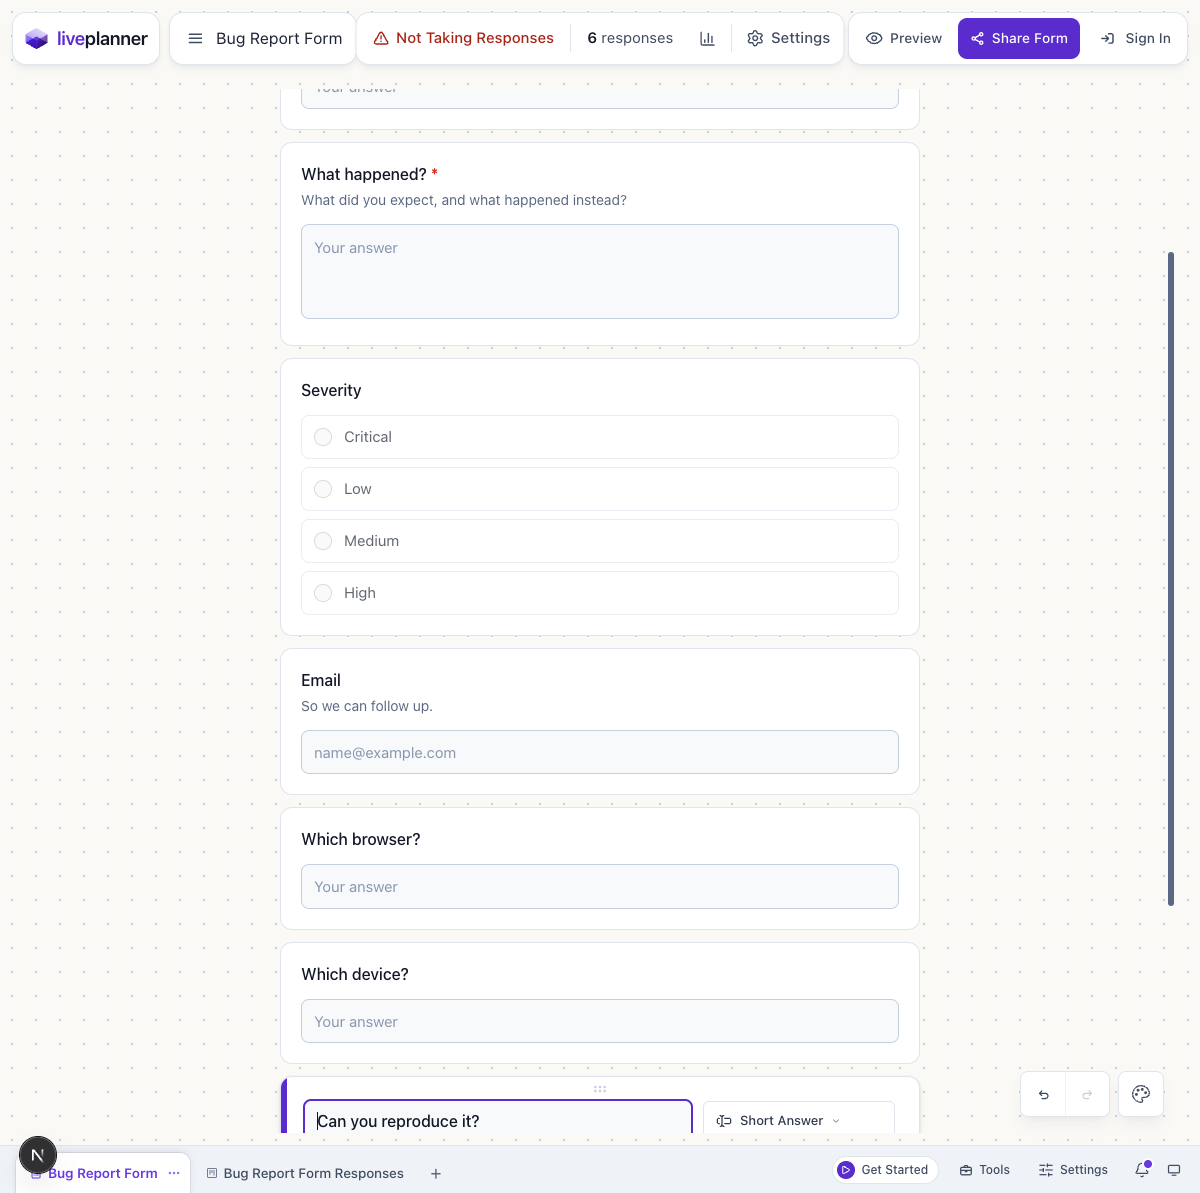 liveplanner
Bug Report Form
Not Taking Responses
6 responses
Settings
Preview
Share Form
Sign In
Your answer
What happened? *
What did you expect, and what happened instead?
Your answer
Severity
Critical
Low
Medium
High
Email
So we can follow up.
name@example.com
Which browser?
Your answer
Which device?
Your answer
Can you reproduce it?
Short Answer
N
Bug Report Form
Bug Report Form Responses
Get Started
Tools
Settings